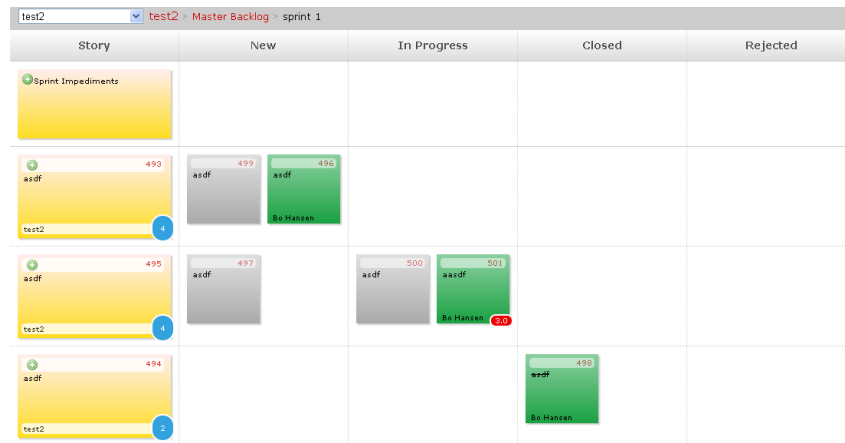 test2 test2 > Master Backlog > sprint 1
Story New In Progress Closed Rejected
Sprint Impediments
493 499 496
asdf asdf asdf
Bo Hansen
test2 4
495 497 500 501
asdf asdf asdf aasdf
Bo Hansen 3.0
test2 4
494 498
asdf asdf
Bo Hansen
test2 2